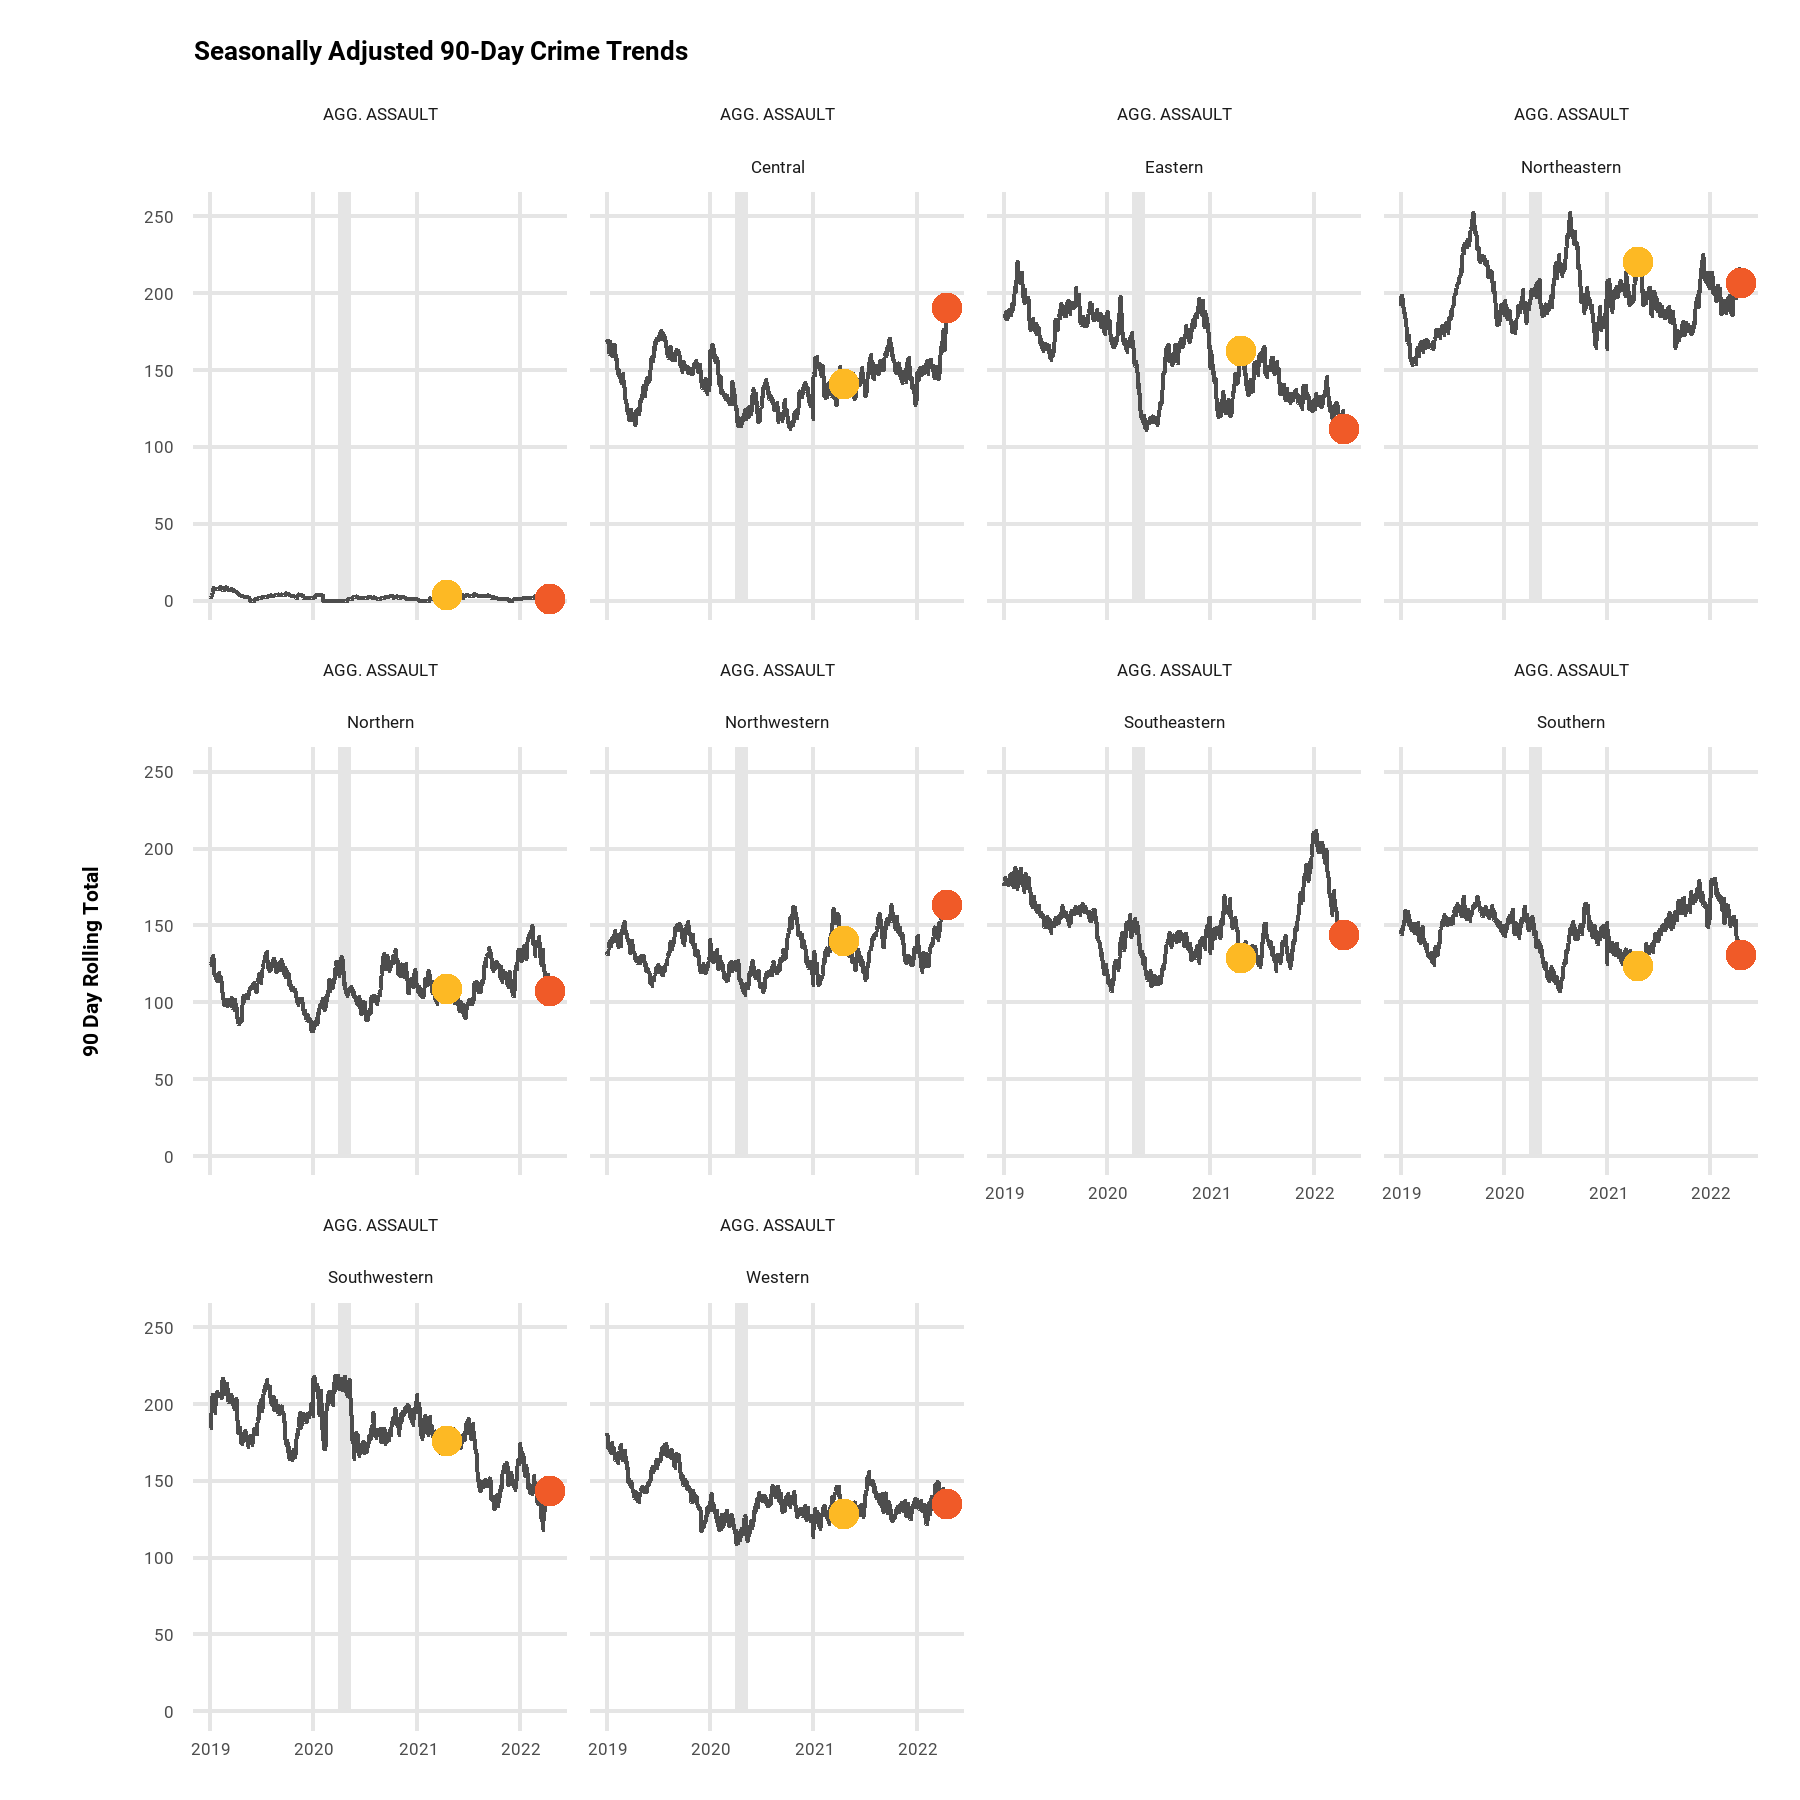 Seasonally Adjusted 90-Day Crime Trends
AGG. ASSAULT
AGG. ASSAULT
AGG. ASSAULT
AGG. ASSAULT
Central
Eastern
Northeastern
250
200
150
100
50
0
AGG. ASSAULT
AGG. ASSAULT
AGG. ASSAULT
AGG. ASSAULT
Northern
Northwestern
Southeastern
Southern
90 Day Rolling Total
250
200
150
100
50
0
2019 2020 2021 2022
2019 2020 2021 2022
AGG. ASSAULT
AGG. ASSAULT
Southwestern
Western
250
200
150
100
50
0
2019 2020 2021 2022
2019 2020 2021 2022